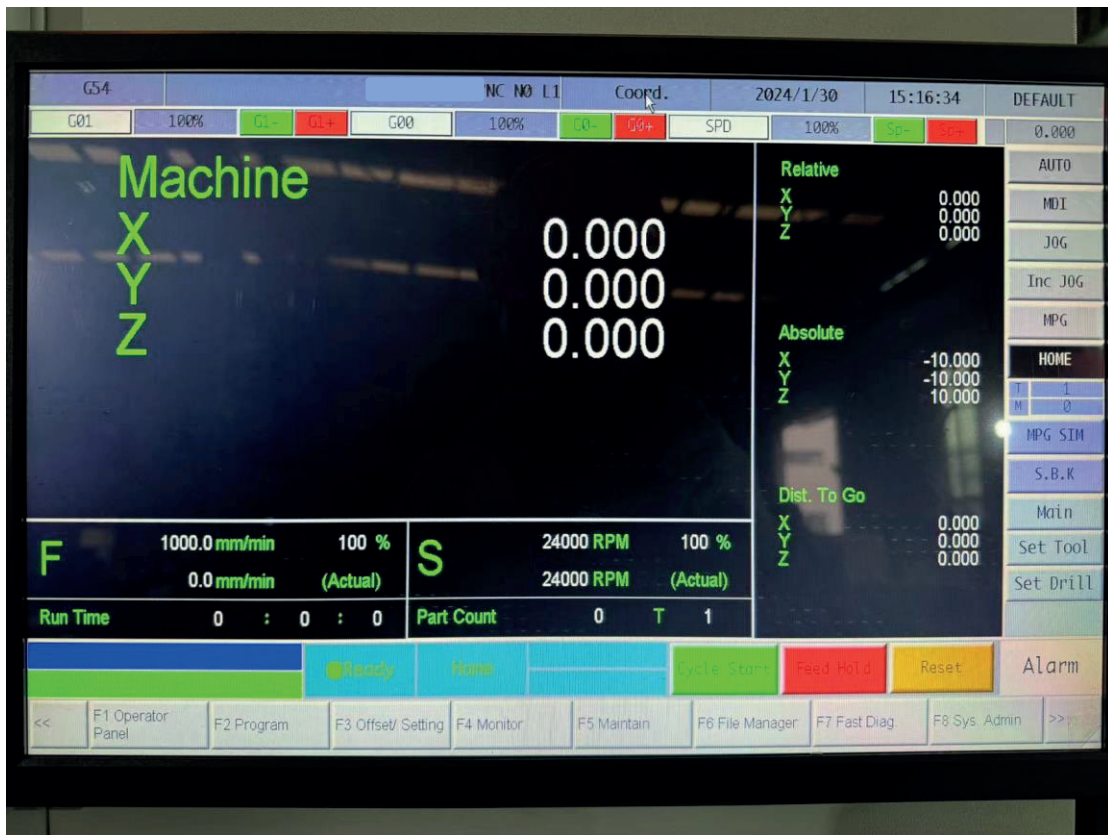 G54 NC N0 L1 Coord. 2024/1/30 15:16:34 DEFAULT
G01 100% G1- G1+ G00 100% G0- G0+ SPD 100% Sp- Sp+ 0.000
Machine
X 0.000
Y 0.000
Z 0.000
Relative
X 0.000
Y 0.000
Z 0.000
Absolute
X -10.000
Y -10.000
Z 10.000
Dist. To Go
X 0.000
Y 0.000
Z 0.000
AUTO
MDI
JOG
Inc JOG
MPG
HOME
T 1
M 0
MPG SIM
S.B.K
Main
Set Tool
Set Drill
F 1000.0 mm/min 100 %
0.0 mm/min (Actual)
S 24000 RPM 100 %
24000 RPM (Actual)
Run Time 0 : 0 : 0 Part Count 0 T 1
Ready Home Cycle Start Feed Hold Reset Alarm
<< F1 Operator Panel F2 Program F3 Offset/ Setting F4 Monitor F5 Maintain F6 File Manager F7 Fast Diag. F8 Sys. Admin >>